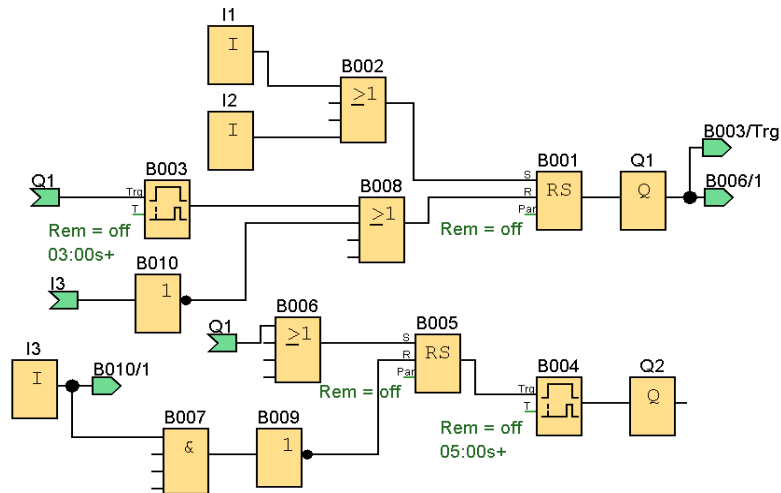 I1
I
B002
>1
I2
I
B003/Trg
B001
Q1
B003
B006/1
Q1
Trg
T
B008
S
R
Par
RS
Q
Rem = off
03:00s+
>1
Rem = off
B010
I3
1
B006
Q1
>1
B005
S
R
Par
RS
I3
I
B010/1
B004
Q2
Trg
T
Q
Rem = off
B007
B009
&
1
Rem = off
05:00s+